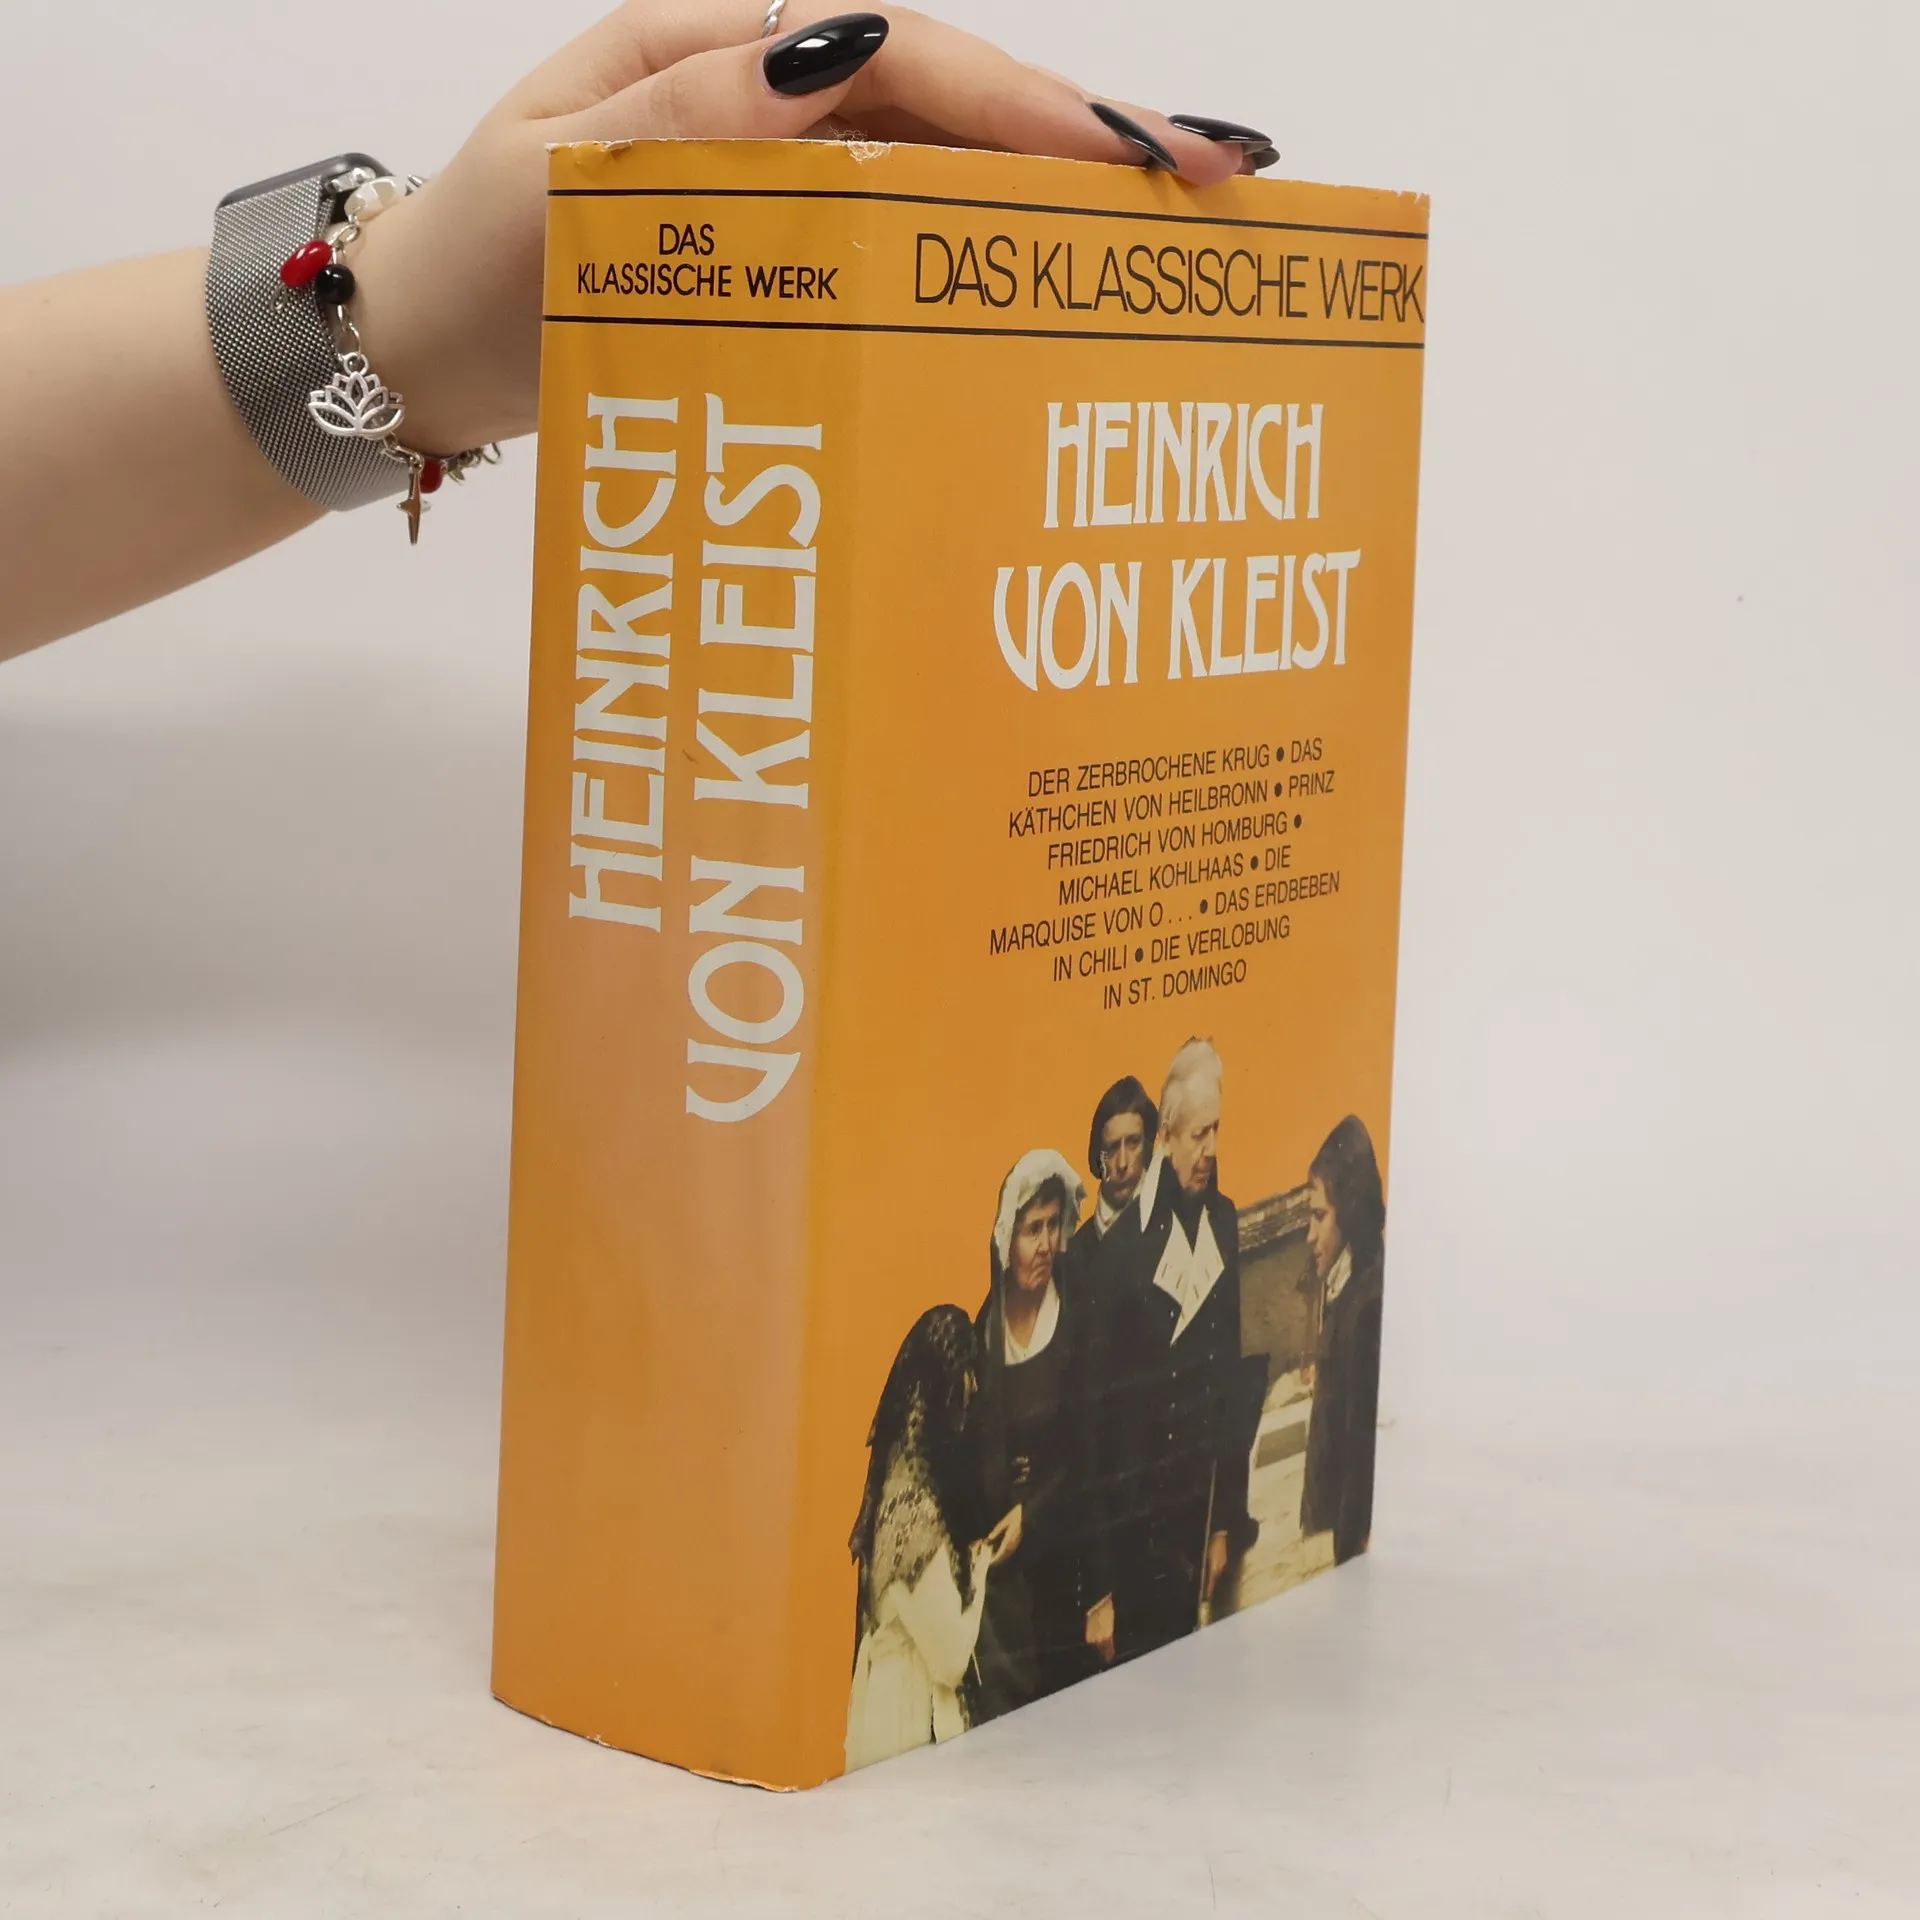 DAS
KLASSISCHE WERK
HEINRICH
VON KLEIST
DAS KLASSISCHE WERK
HEINRICH
VON KLEIST
DER ZERBROCHENE KRUG • DAS
KÄTHCHEN VON HEILBRONN • PRINZ
FRIEDRICH VON HOMBURG •
MICHAEL KOHLHAAS • DIE
MARQUISE VON O... • DAS ERDBEBEN
IN CHILI • DIE VERLOBUNG
IN ST. DOMINGO